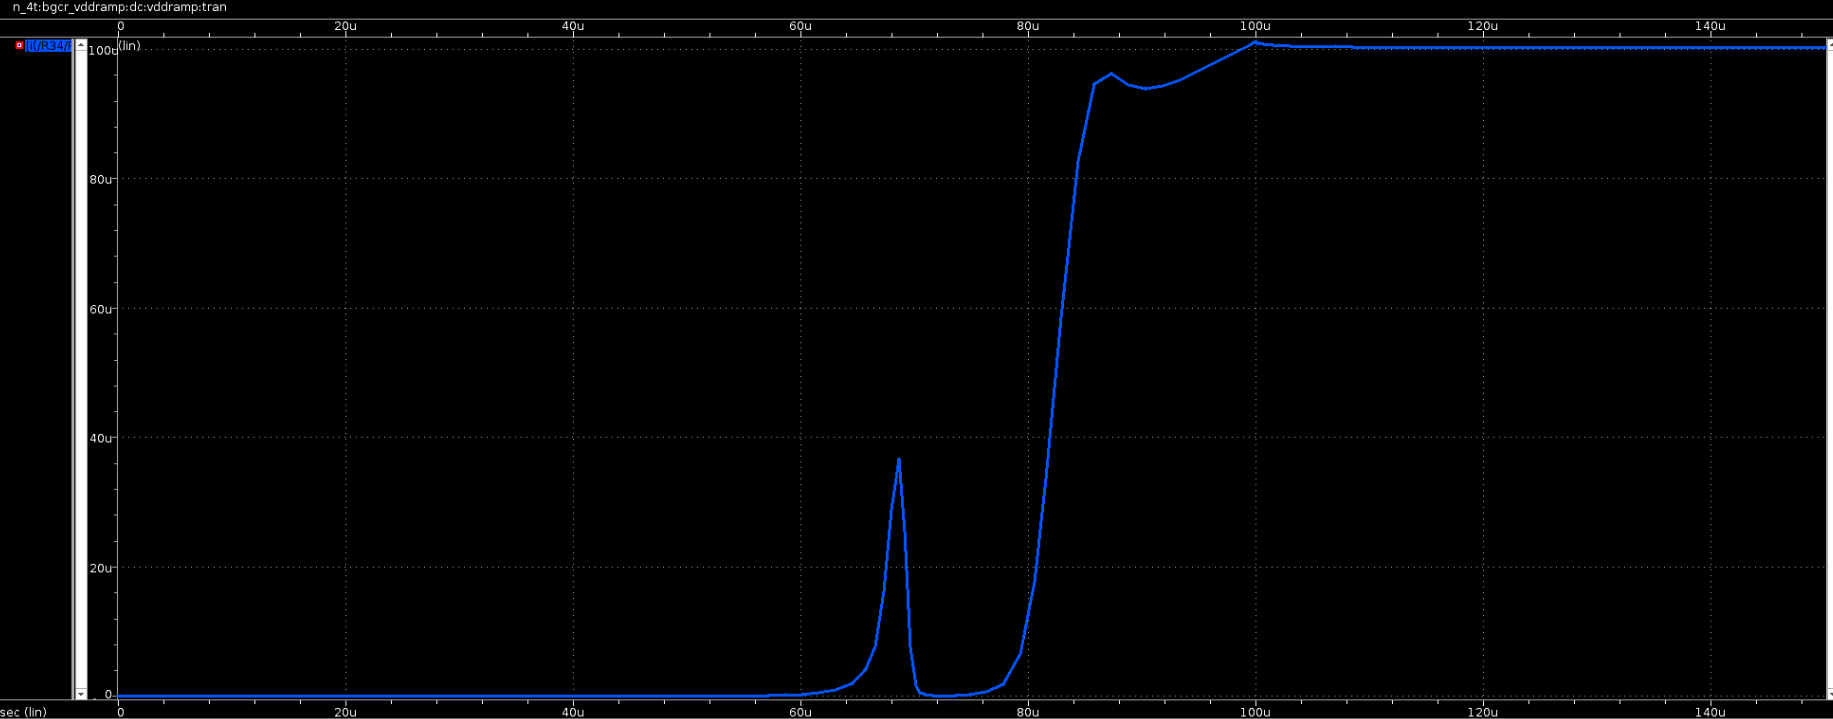 n_4t:bgcr_vddramp:dc:vddramp:tran
0 20u 40u 60u 80u 100u 120u 140u
i(/R34/
100u (lin)
80u
60u
40u
20u
0
sec (lin) 0 20u 40u 60u 80u 100u 120u 140u